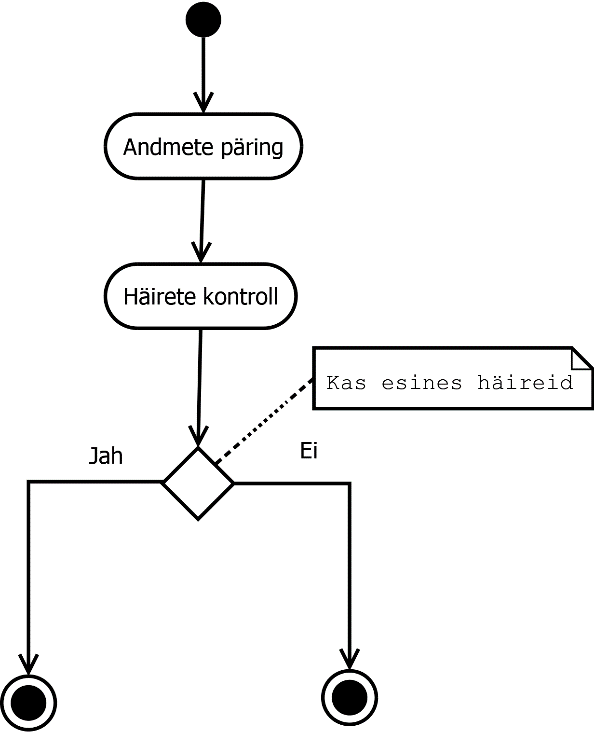 Andmete päring
Häirete kontroll
Kas esines häireid
Jah
Ei